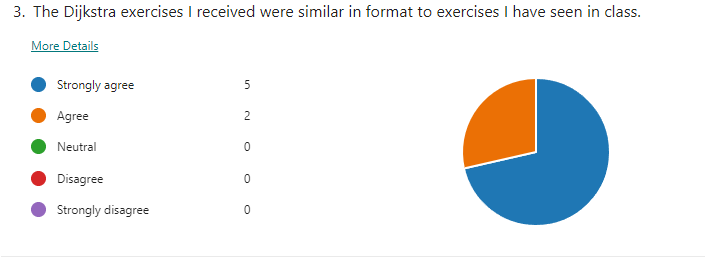 3. The Dijkstra exercises I received were similar in format to exercises I have seen in class.
More Details
Strongly agree 5
Agree 2
Neutral 0
Disagree 0
Strongly disagree 0